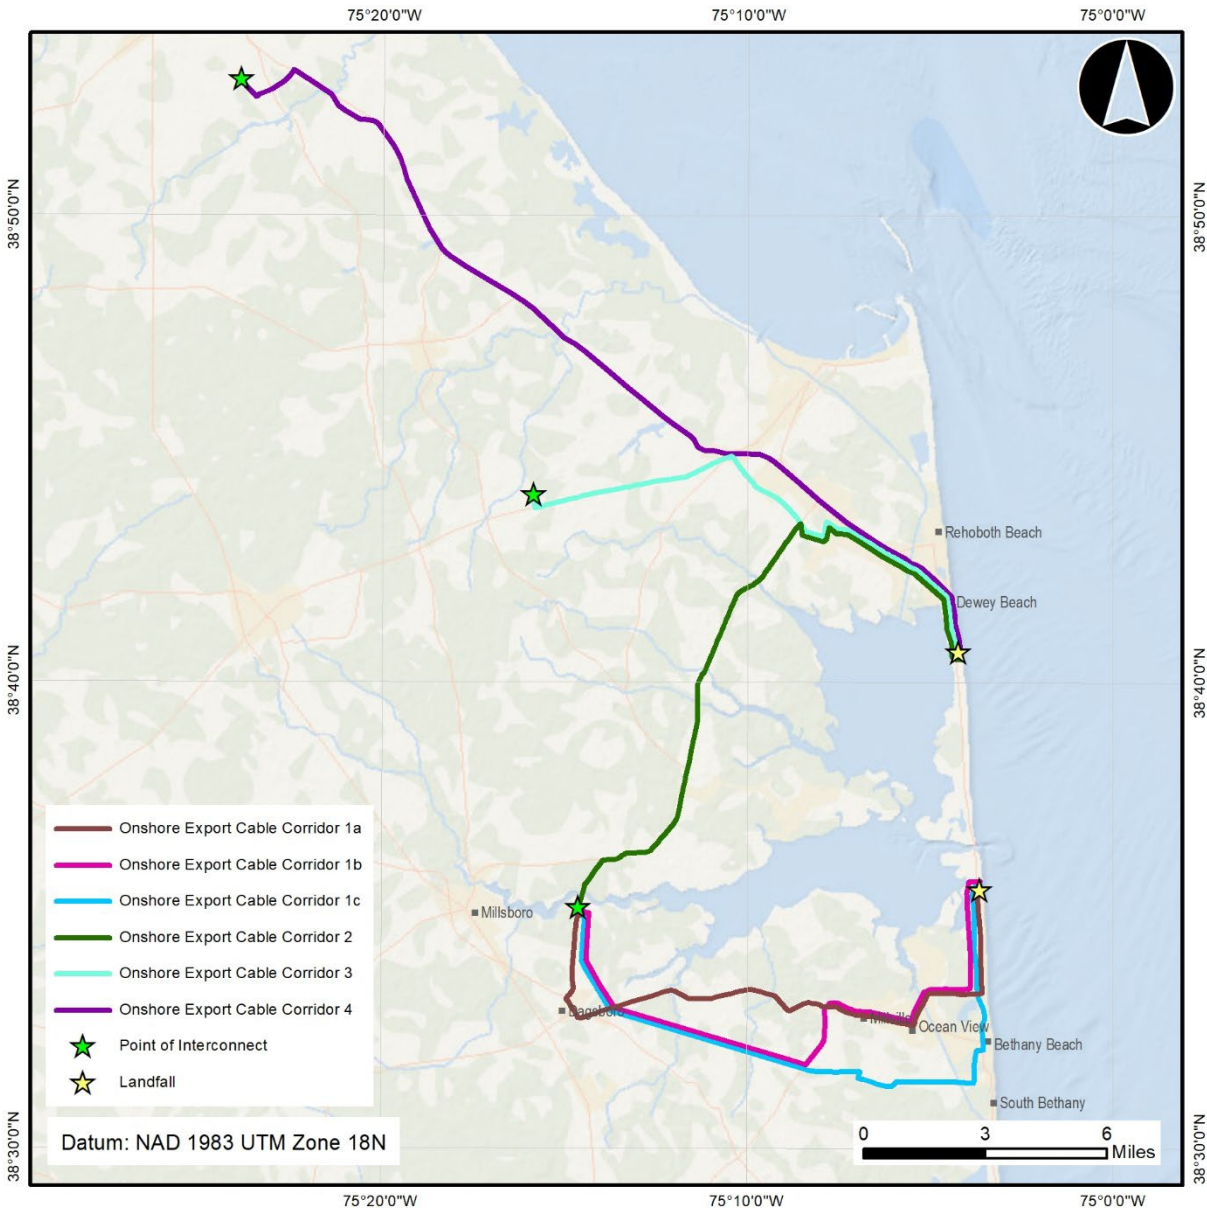 75°20'0"W 75°10'0"W 75°0'0"W
38°50'0"N 38°50'0"N
Rehoboth Beach
Dewey Beach
38°40'0"N 38°40'0"N
Onshore Export Cable Corridor 1a
Onshore Export Cable Corridor 1b
Onshore Export Cable Corridor 1c
Onshore Export Cable Corridor 2
Onshore Export Cable Corridor 3
Onshore Export Cable Corridor 4
Point of Interconnect
Landfall
Millsboro
Dagsboro
Millville
Ocean View
Bethany Beach
South Bethany
Datum: NAD 1983 UTM Zone 18N
0 3 6
Miles
38°30'0"N 38°30'0"N
75°20'0"W 75°10'0"W 75°0'0"W